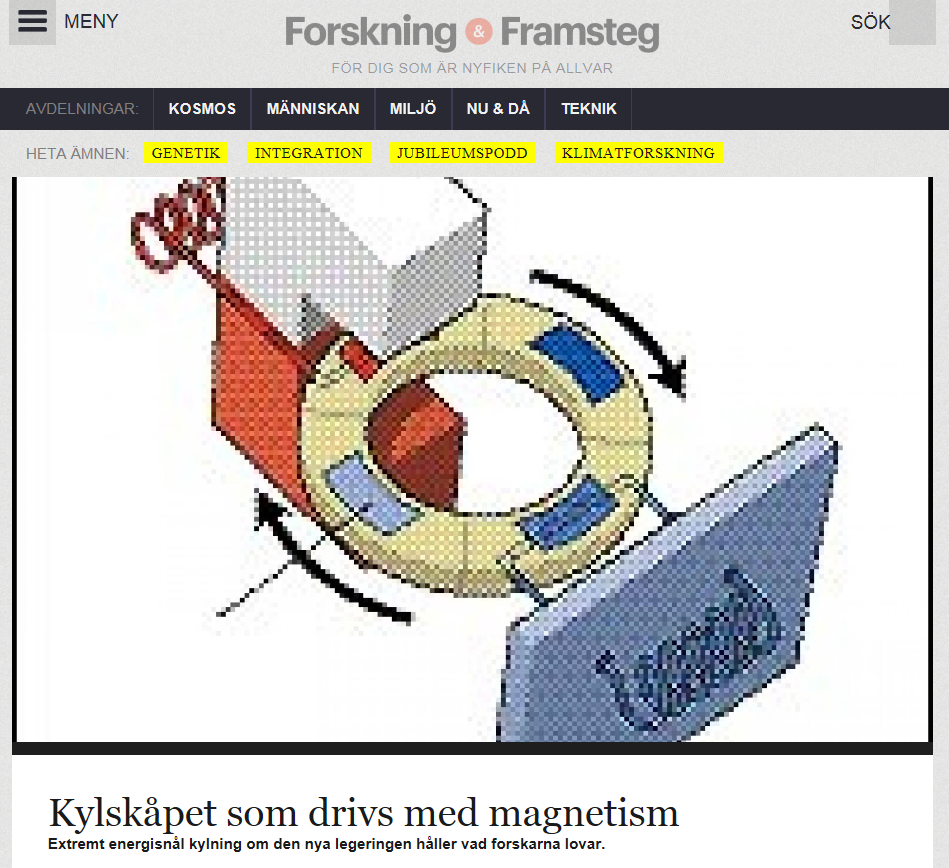 MENY
Forskning & Framsteg
SÖK
FÖR DIG SOM ÄR NYFIKEN PÅ ALLVAR
AVDELNINGAR: KOSMOS MÄNNISKAN MILJÖ NU & DÅ TEKNIK
HETA ÄMNEN: GENETIK INTEGRATION JUBILEUMSPODD KLIMATFORSKNING
Kylskåpet som drivs med magnetism
Extremt energisnål kylning om den nya legeringen håller vad forskarna lovar.